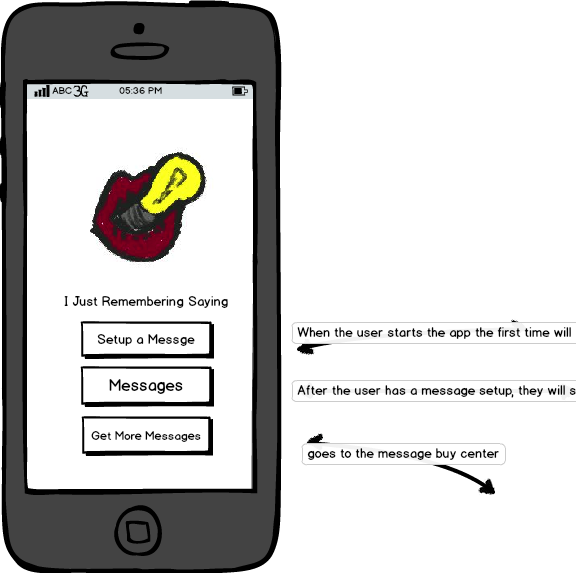 ABC 3G 05:36 PM
I Just Remembering Saying
Setup a Messge
Messages
Get More Messages
When the user starts the app the first time will
After the user has a message setup, they will s
goes to the message buy center